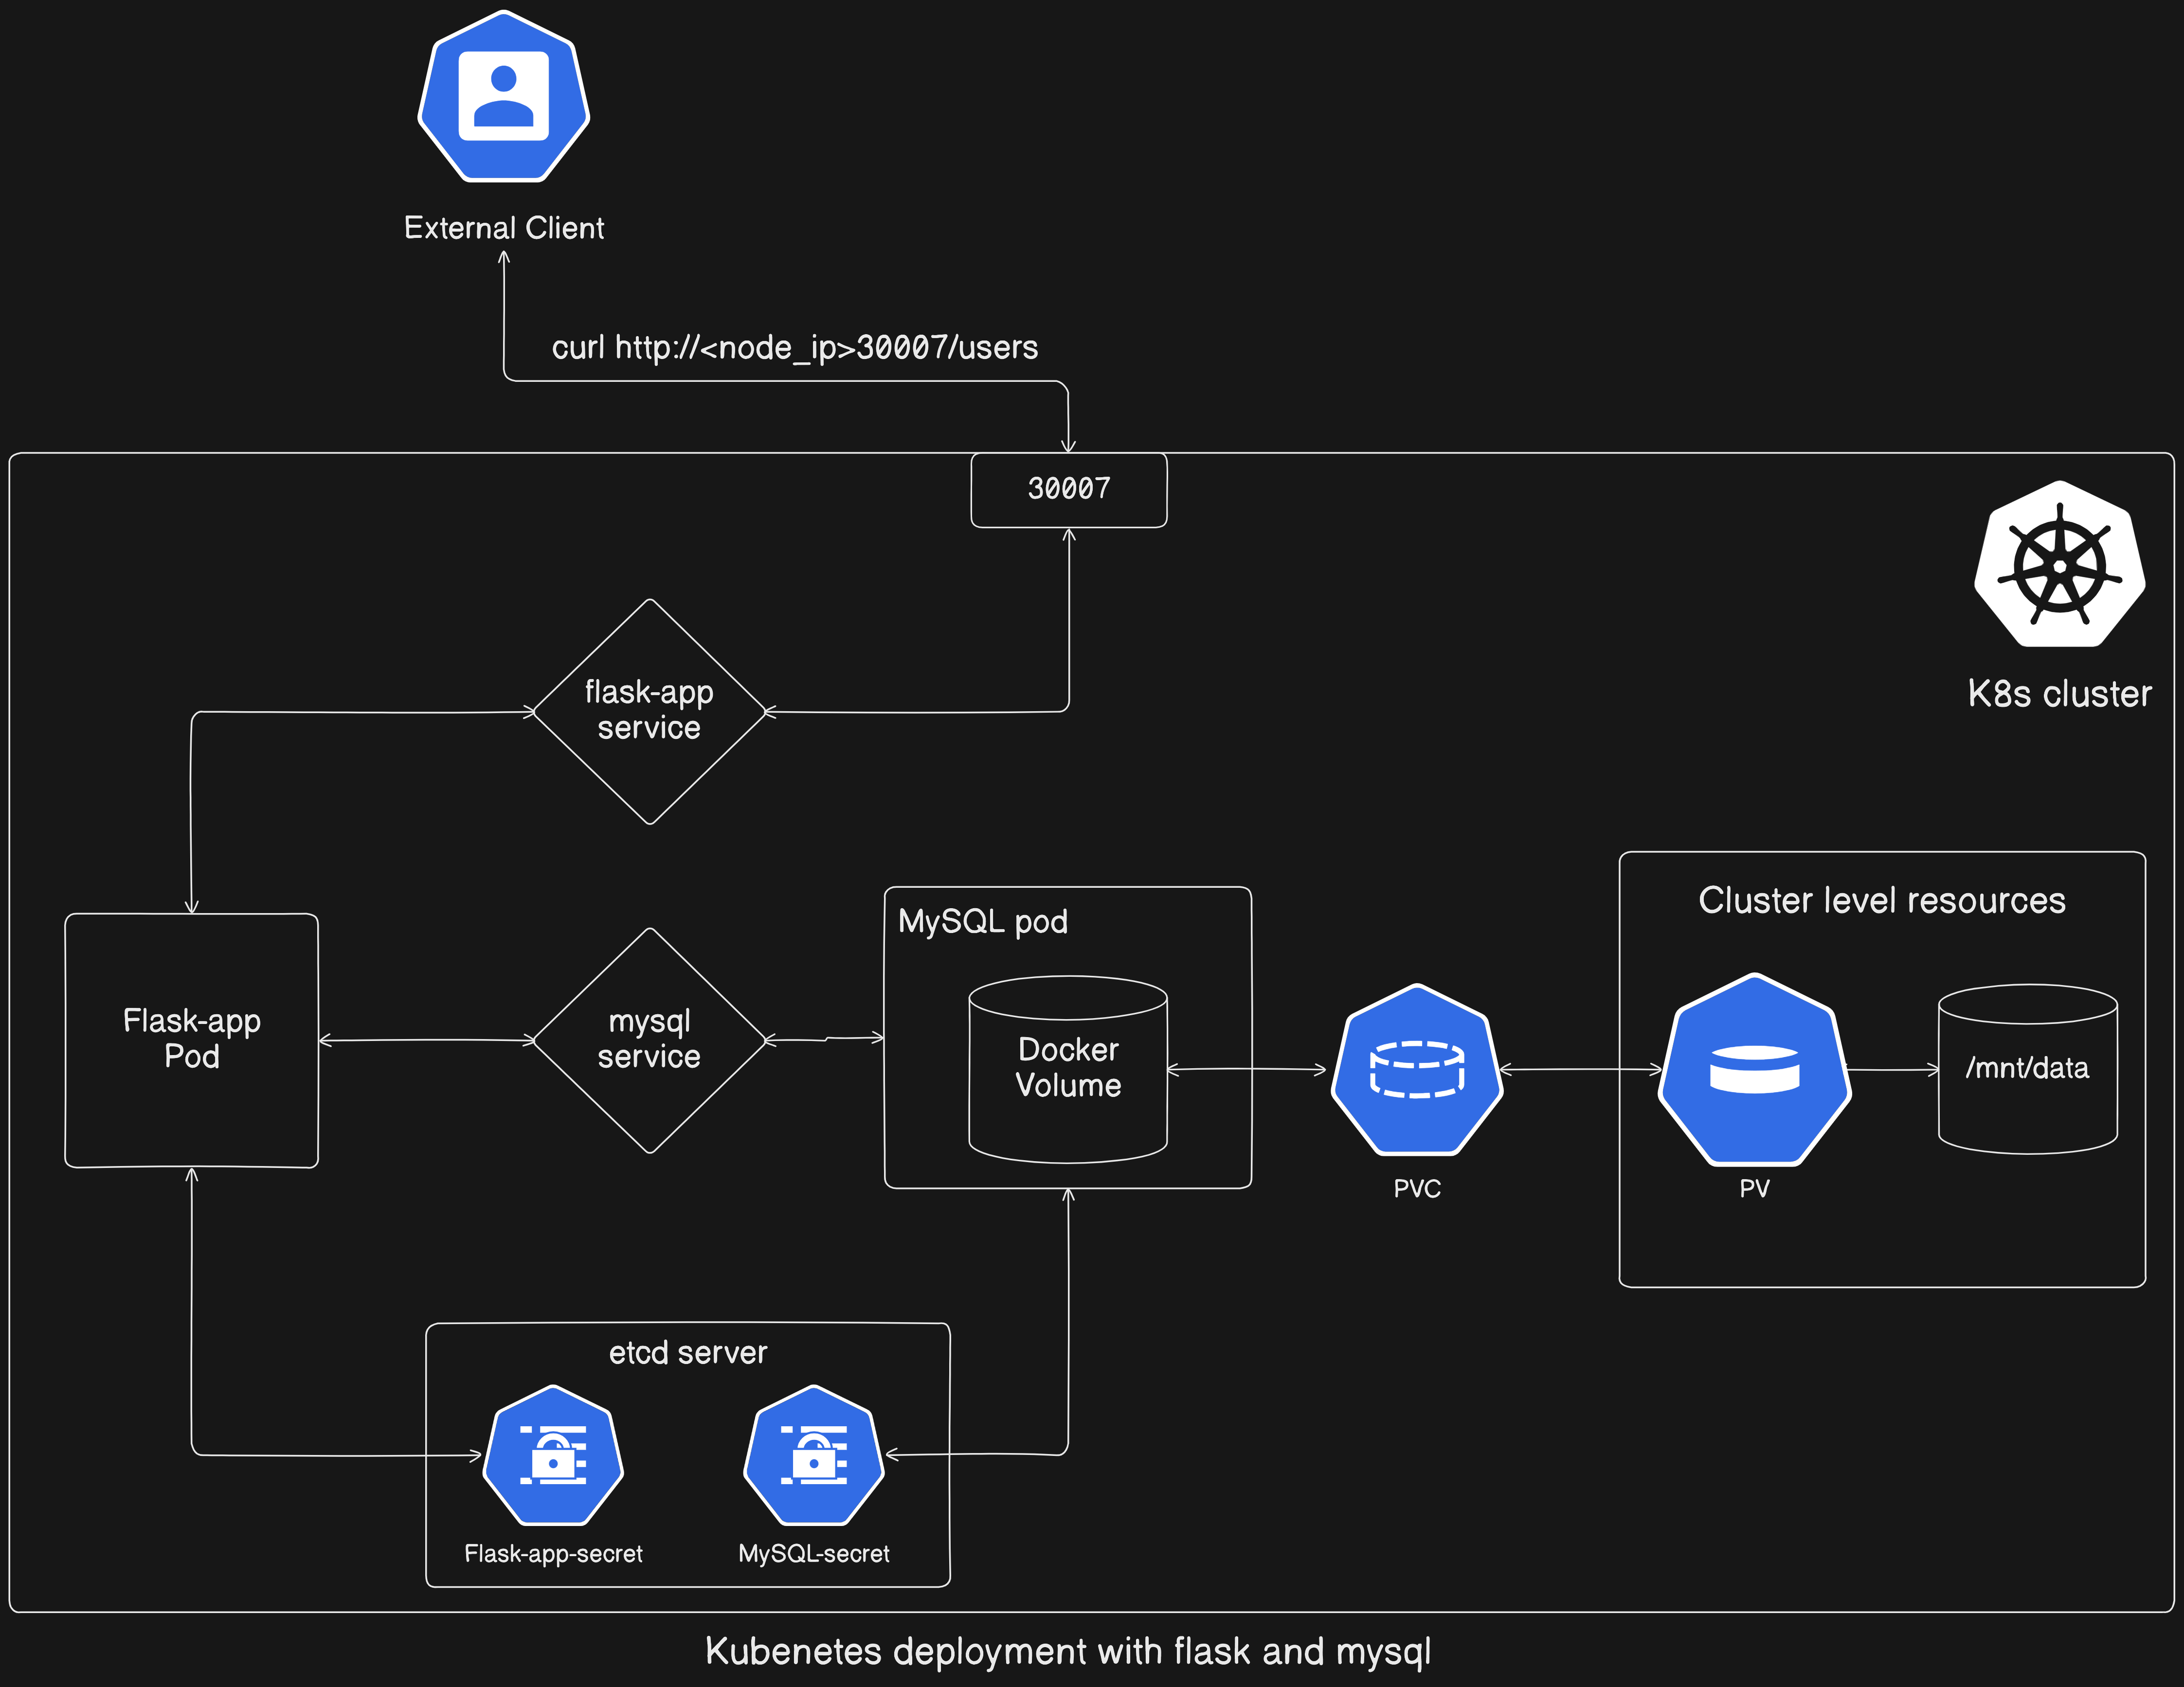 External Client
curl http://<node_ip>30007/users
30007
K8s cluster
flask-app
service
Cluster level resources
MySQL pod
Flask-app
Pod
mysql
service
Docker
Volume
/mnt/data
PVC
PV
etcd server
Flask-app-secret
MySQL-secret
Kubenetes deployment with flask and mysql